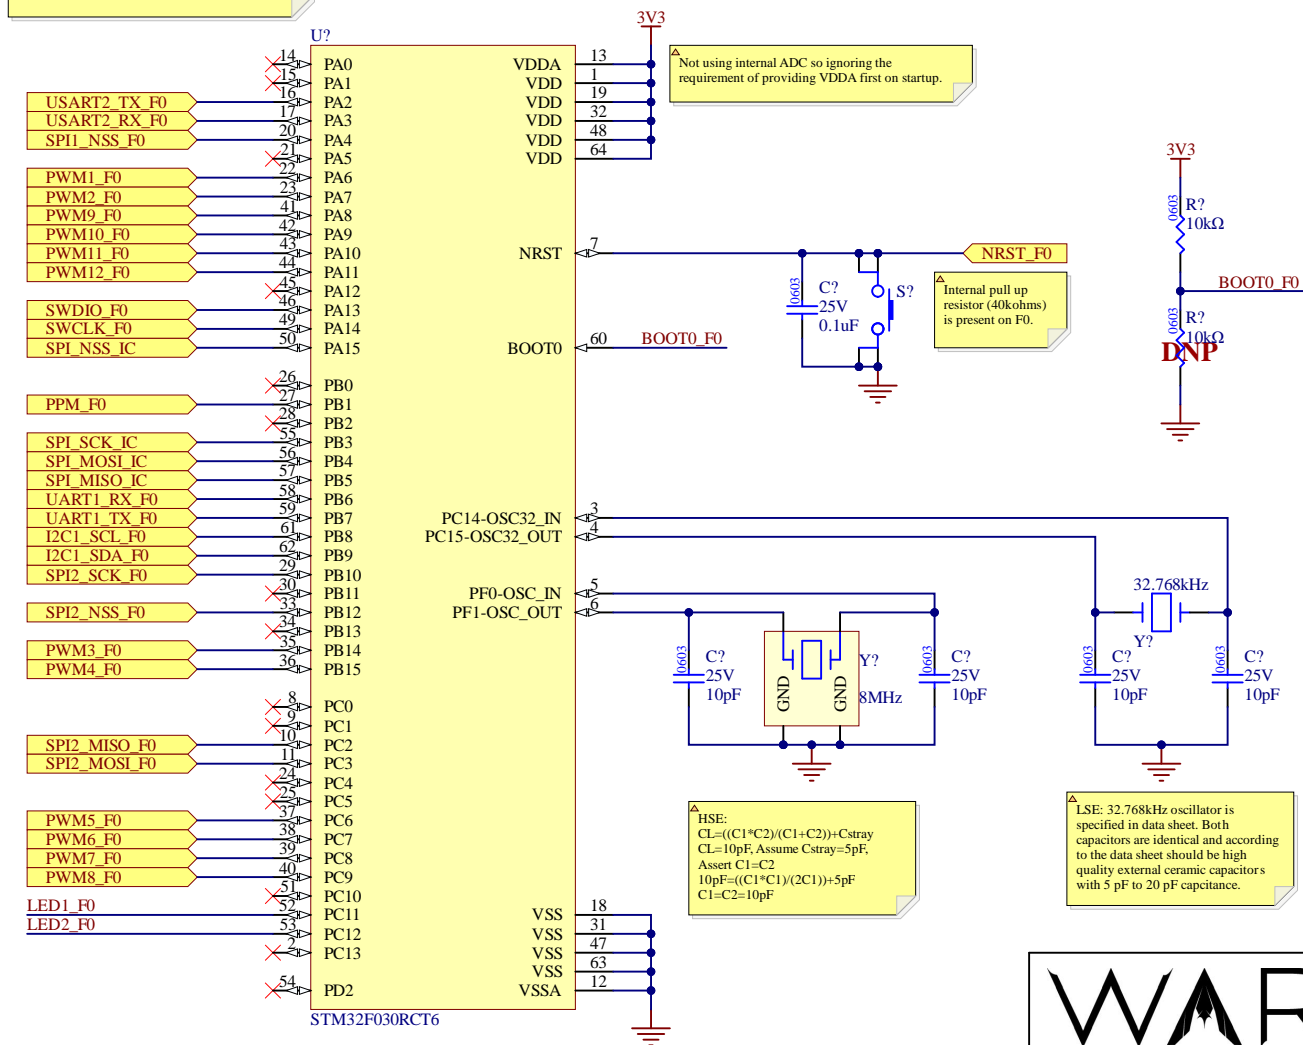 U?
3V3
14 PA0
15 PA1
USART2_TX_F0 16 PA2
USART2_RX_F0 17 PA3
SPI1_NSS_F0 20 PA4
21 PA5
PWM1_F0 22 PA6
PWM2_F0 23 PA7
PWM9_F0 41 PA8
PWM10_F0 42 PA9
PWM11_F0 43 PA10
PWM12_F0 44 PA11
45 PA12
SWDIO_F0 46 PA13
SWCLK_F0 49 PA14
SPI_NSS_IC 50 PA15
26 PB0
PPM_F0 27 PB1
28 PB2
SPI_SCK_IC 55 PB3
SPI_MOSI_IC 56 PB4
SPI_MISO_IC 57 PB5
UART1_RX_F0 58 PB6
UART1_TX_F0 59 PB7
I2C1_SCL_F0 61 PB8
I2C1_SDA_F0 62 PB9
SPI2_SCK_F0 29 PB10
30 PB11
SPI2_NSS_F0 33 PB12
34 PB13
PWM3_F0 35 PB14
PWM4_F0 36 PB15
8 PC0
9 PC1
SPI2_MISO_F0 10 PC2
SPI2_MOSI_F0 11 PC3
24 PC4
25 PC5
PWM5_F0 37 PC6
PWM6_F0 38 PC7
PWM7_F0 39 PC8
PWM8_F0 40 PC9
51 PC10
LED1_F0 52 PC11
LED2_F0 53 PC12
2 PC13
54 PD2
STM32F030RCT6
VDDA 13
VDD 1
VDD 19
VDD 32
VDD 48
VDD 64
NRST 7
BOOT0 60 BOOT0_F0
PC14-OSC32_IN 3
PC15-OSC32_OUT 4
PF0-OSC_IN 5
PF1-OSC_OUT 6
VSS 18
VSS 31
VSS 47
VSS 63
VSSA 12
Not using internal ADC so ignoring the
requirement of providing VDDA first on startup.
NRST_F0
0603
C?
25V
0.1uF
S?
Internal pull up
resistor (40kohms)
is present on F0.
3V3
0603
R?
10kΩ
BOOT0_F0
0603
R?
10kΩ
DNP
0603
C?
25V
10pF
GND
GND
Y?
8MHz
0603
C?
25V
10pF
32.768kHz
Y?
0603
C?
25V
10pF
0603
C?
25V
10pF
HSE:
CL=((C1*C2)/(C1+C2))+Cstray
CL=10pF, Assume Cstray=5pF,
Assert C1=C2
10pF=((C1*C1)/(2C1))+5pF
C1=C2=10pF
LSE: 32.768kHz oscillator is
specified in data sheet. Both
capacitors are identical and according
to the data sheet should be high
quality external ceramic capacitors
with 5 pF to 20 pF capcitance.
WAR